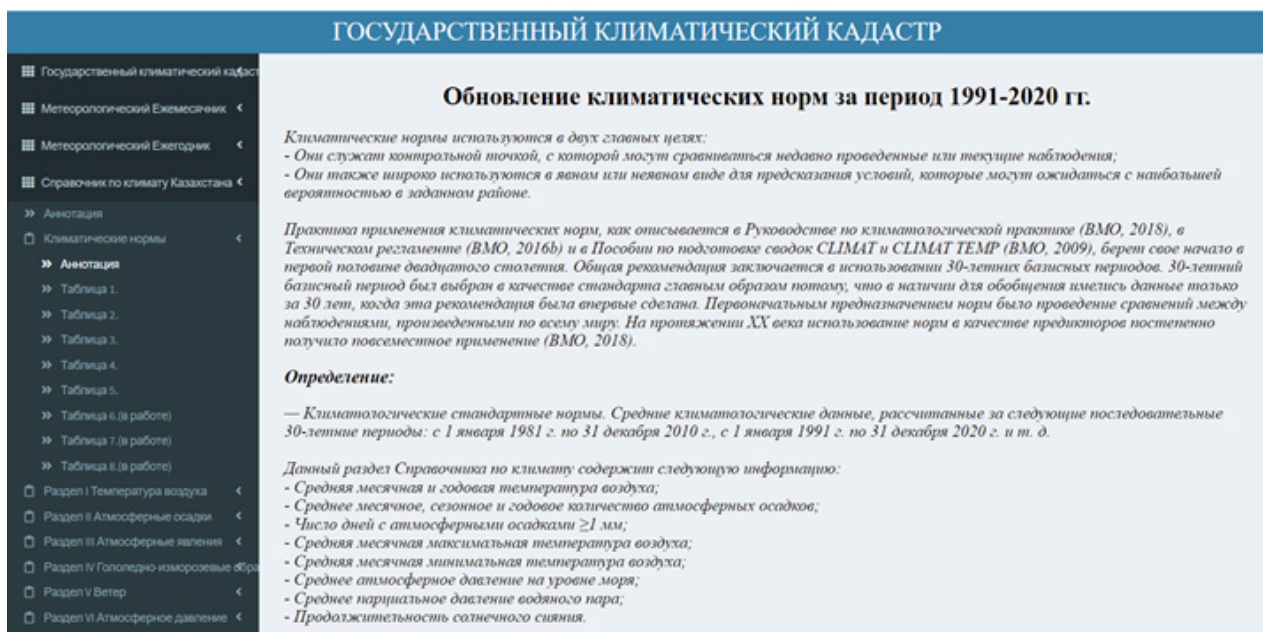 ГОСУДАРСТВЕННЫЙ КЛИМАТИЧЕСКИЙ КАДАСТР
Государственный климатический кадаст
Метеорологический Ежемесячник
Метеорологический Ежегодник
Справочник по климату Казахстана
Аннотация
Климатические нормы
Аннотация
Таблица 1.
Таблица 2.
Таблица 3.
Таблица 4.
Таблица 5.
Таблица 6.(в работе)
Таблица 7.(в работе)
Таблица 8.(в работе)
Раздел I Температура воздуха
Раздел II Атмосферные осадки
Раздел III Атмосферные явления
Раздел IV Гололедно-изморозевые обра
Раздел V Ветер
Раздел VI Атмосферное давление
Обновление климатических норм за период 1991-2020 гг.
Климатические нормы используются в двух главных целях:
- Они служат контрольной точкой, с которой могут сравниваться недавно проведенные или текущие наблюдения;
- Они также широко используются в явном или неявном виде для предсказания условий, которые могут ожидаться с наибольшей
вероятностью в заданном районе.
Практика применения климатических норм, как описывается в Руководстве по климатологической практике (ВМО, 2018), в
Техническом регламенте (ВМО, 2016b) и в Пособии по подготовке сводок CLIMAT и CLIMAT TEMP (ВМО, 2009), берет свое начало в
первой половине двадцатого столетия. Общая рекомендация заключается в использовании 30-летних базисных периодов. 30-летний
базисный период был выбран в качестве стандарта главным образом потому, что в наличии для обобщения имелись данные только
за 30 лет, когда эта рекомендация была впервые сделана. Первоначальным предназначением норм было проведение сравнений между
наблюдениями, произведенными по всему миру. На протяжении XX века использование норм в качестве предикторов постепенно
получило повсеместное применение (ВМО, 2018).
Определение:
— Климатологические стандартные нормы. Средние климатологические данные, рассчитанные за следующие последовательные
30-летние периоды: с 1 января 1981 г. по 31 декабря 2010 г., с 1 января 1991 г. по 31 декабря 2020 г. и т. д.
Данный раздел Справочника по климату содержит следующую информацию:
- Средняя месячная и годовая температура воздуха;
- Среднее месячное, сезонное и годовое количество атмосферных осадков;
- Число дней с атмосферными осадками ≥1 мм;
- Средняя месячная максимальная температура воздуха;
- Средняя месячная минимальная температура воздуха;
- Среднее атмосферное давление на уровне моря;
- Среднее парциальное давление водяного пара;
- Продолжительность солнечного сияния.